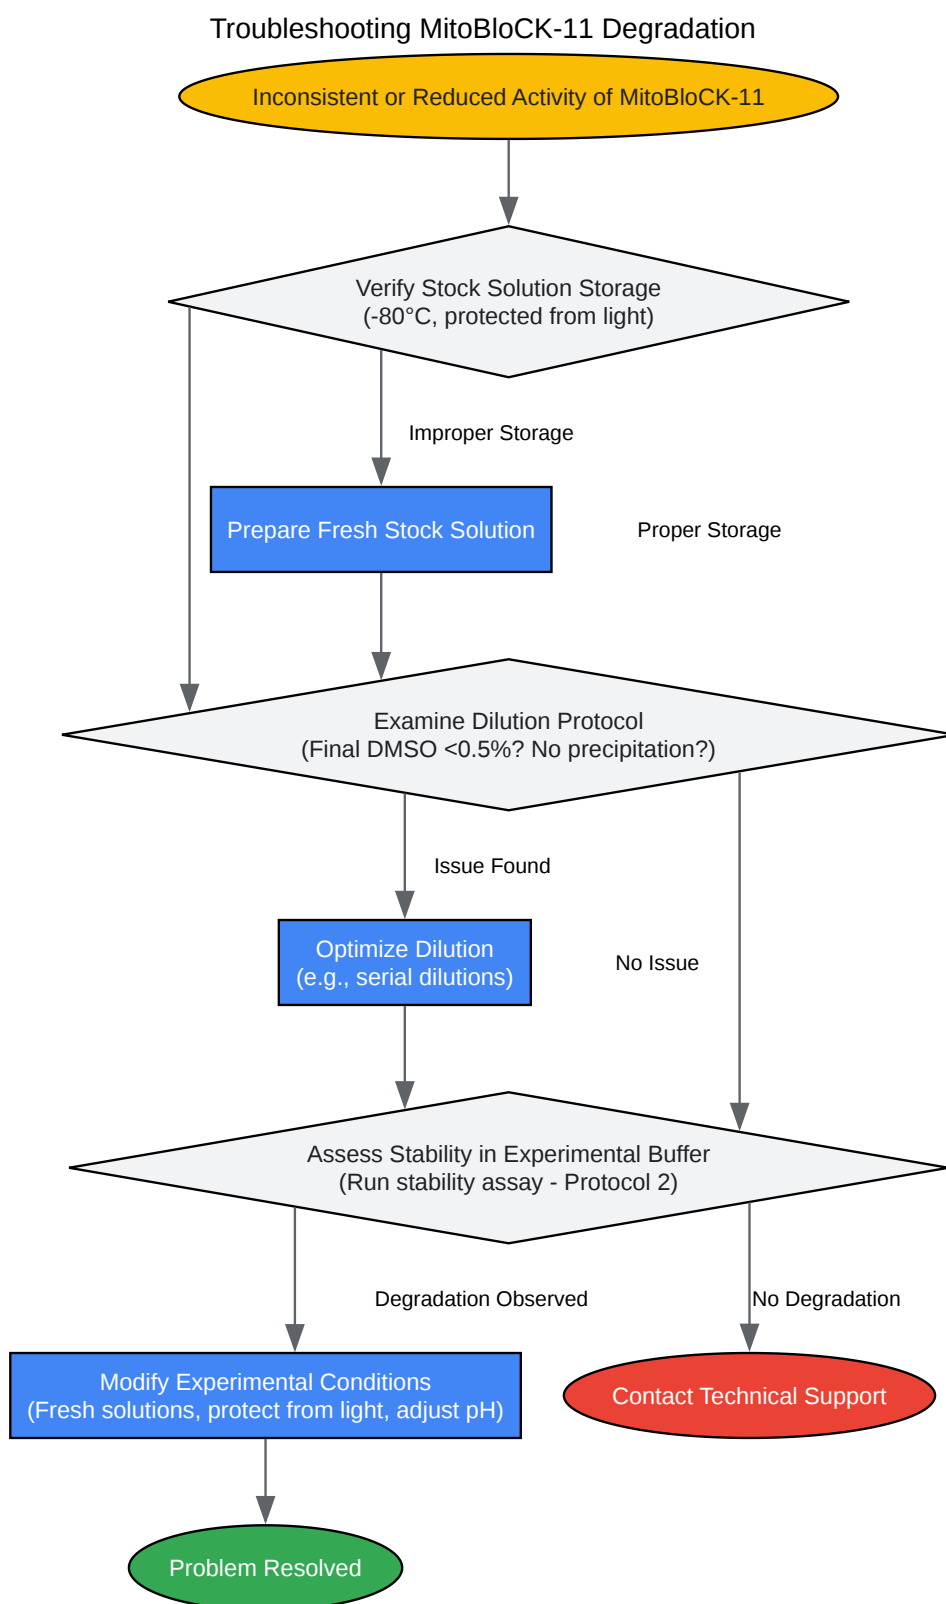 Troubleshooting MitoBloCK-11 Degradation
Inconsistent or Reduced Activity of MitoBloCK-11
Verify Stock Solution Storage
(-80°C, protected from light)
Improper Storage
Prepare Fresh Stock Solution
Proper Storage
Examine Dilution Protocol
(Final DMSO <0.5%? No precipitation?)
Issue Found
Optimize Dilution
(e.g., serial dilutions)
No Issue
Assess Stability in Experimental Buffer
(Run stability assay - Protocol 2)
Degradation Observed
No Degradation
Modify Experimental Conditions
(Fresh solutions, protect from light, adjust pH)
Contact Technical Support
Problem Resolved